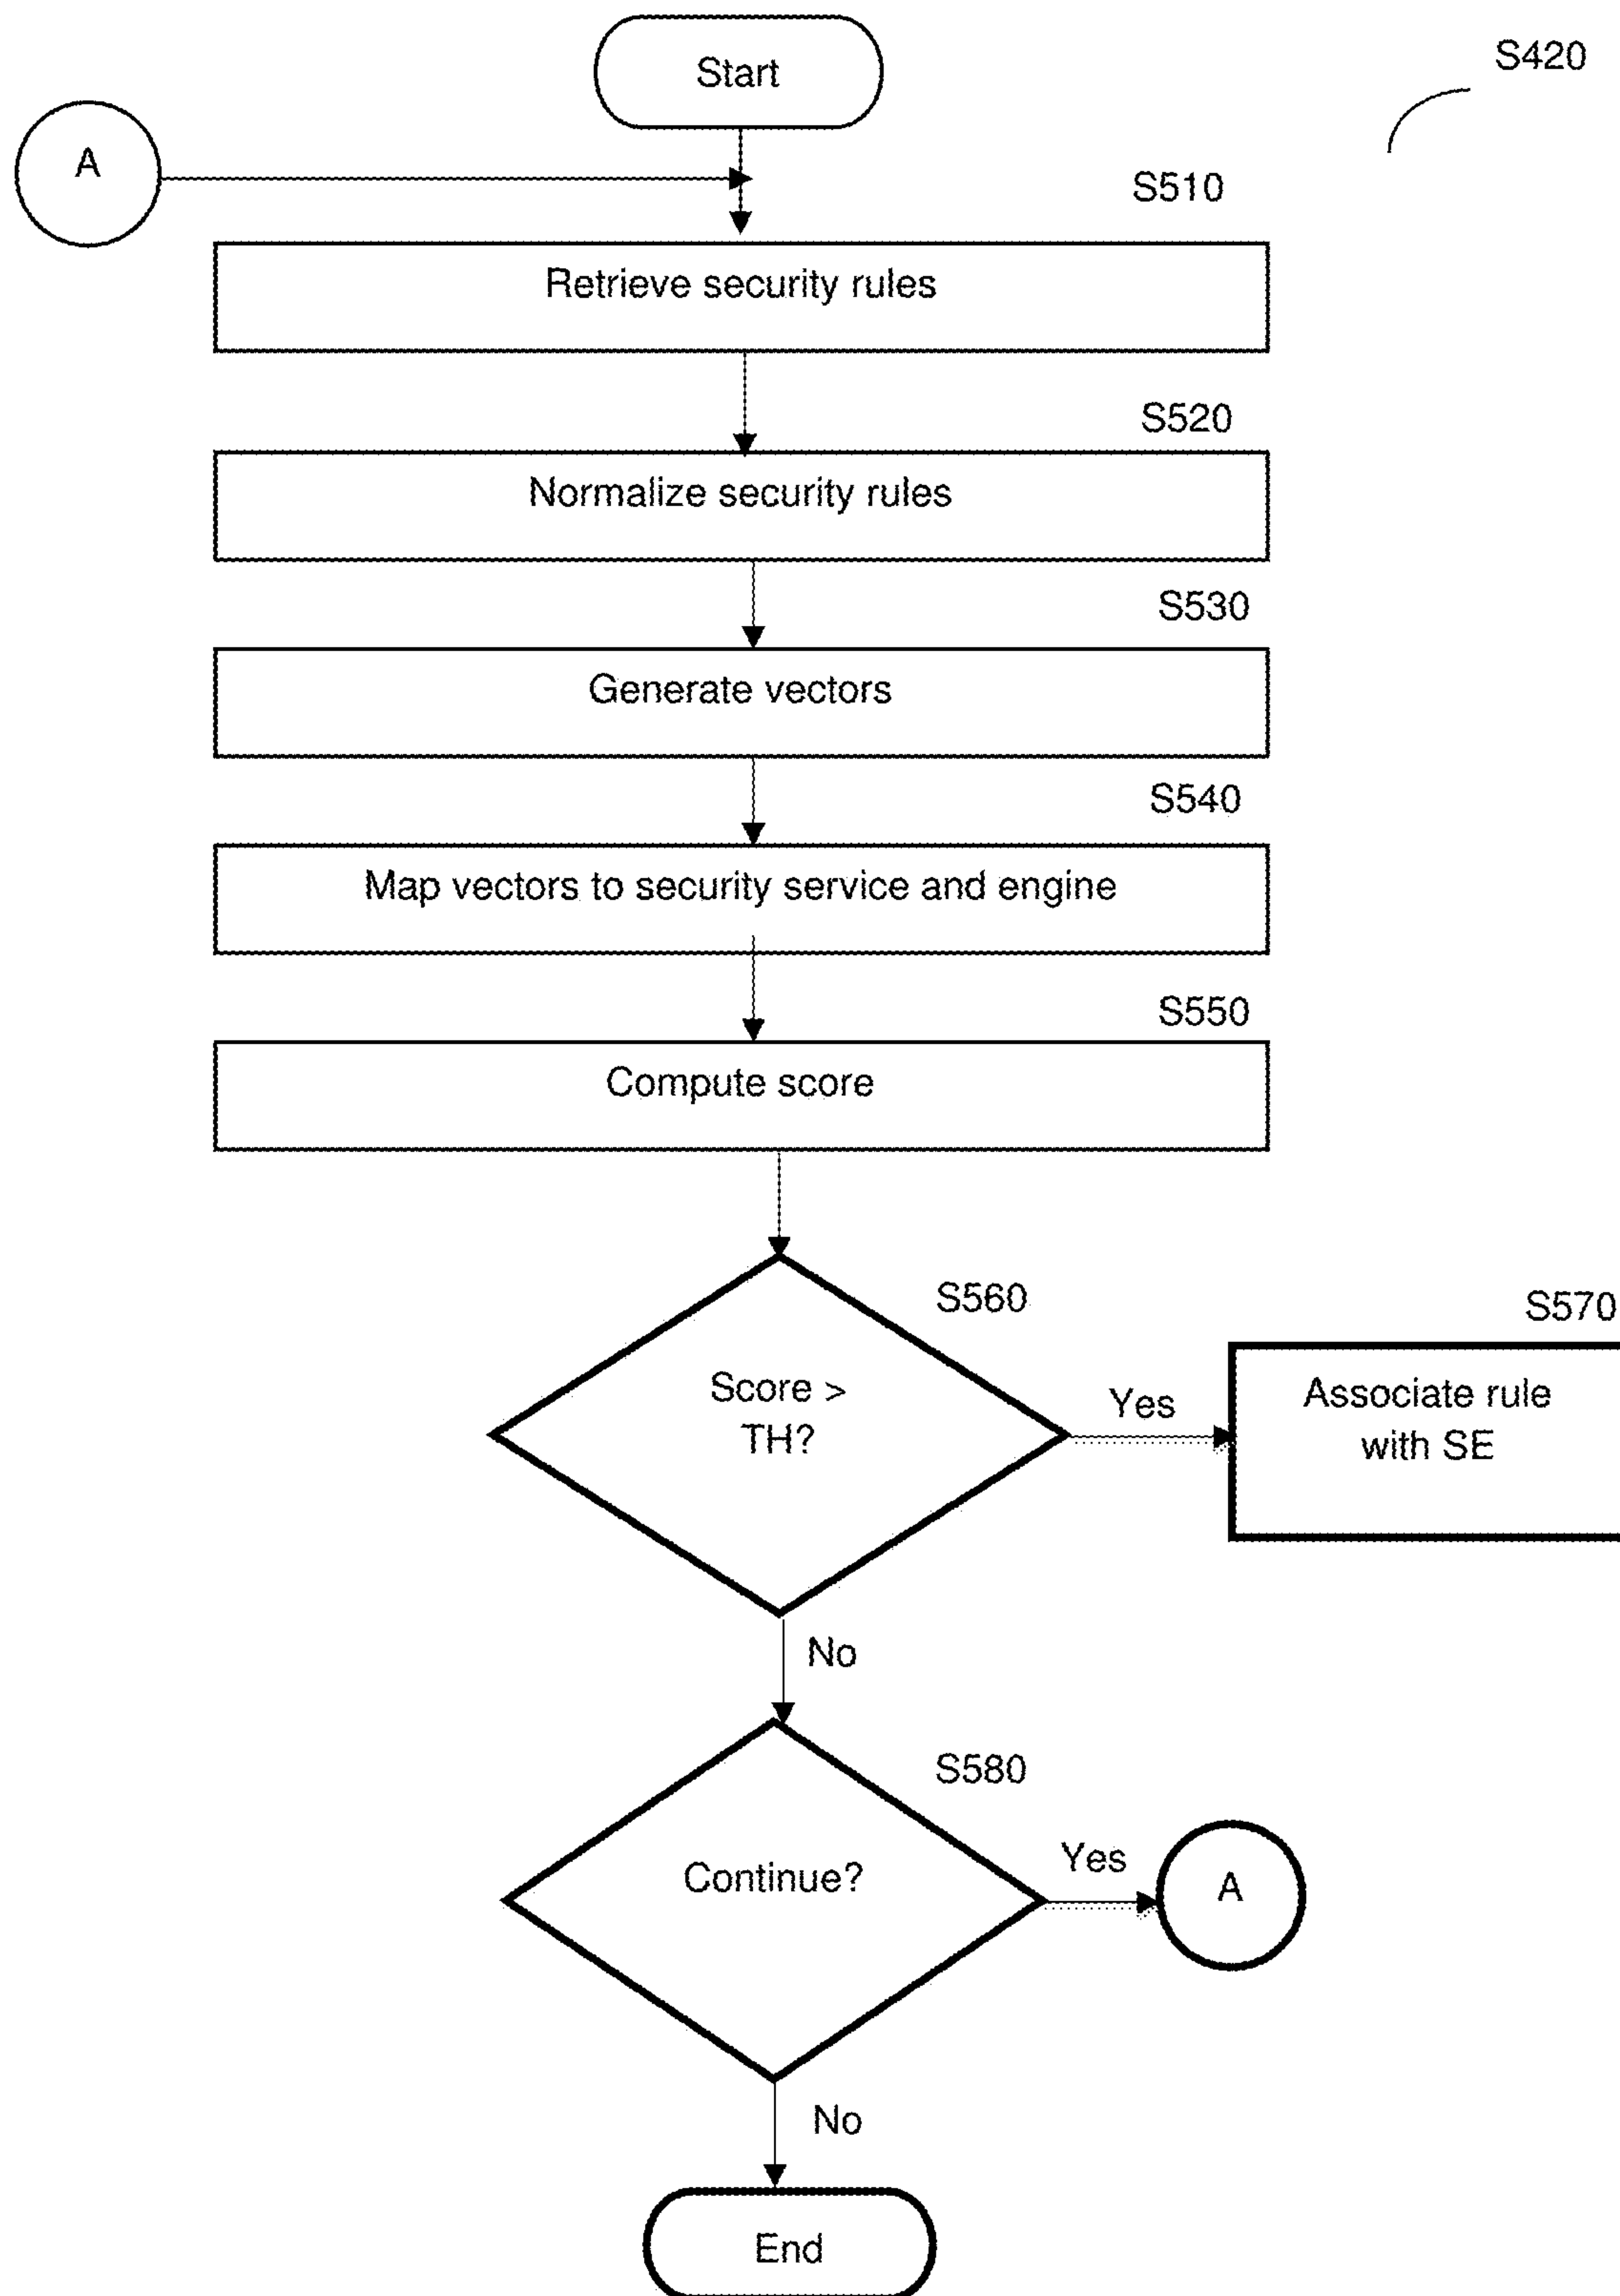 Start
S420
A
S510
Retrieve security rules
S520
Normalize security rules
S530
Generate vectors
S540
Map vectors to security service and engine
S550
Compute score
S560
S570
Score >
TH?
Yes
Associate rule
with SE
No
S580
Continue?
Yes
A
No
End